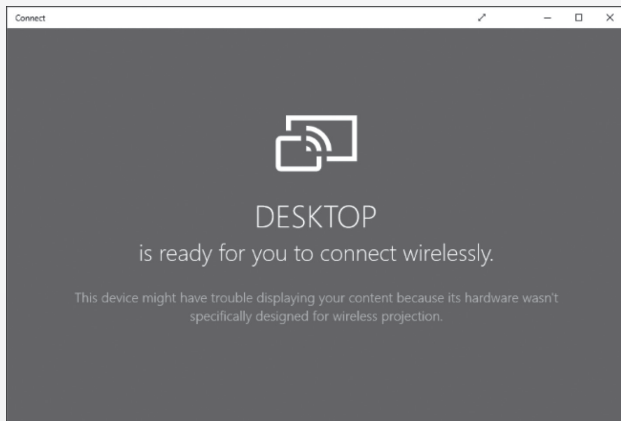 Connect
DESKTOP
is ready for you to connect wirelessly.
This device might have trouble displaying your content because its hardware wasn't
specifically designed for wireless projection.